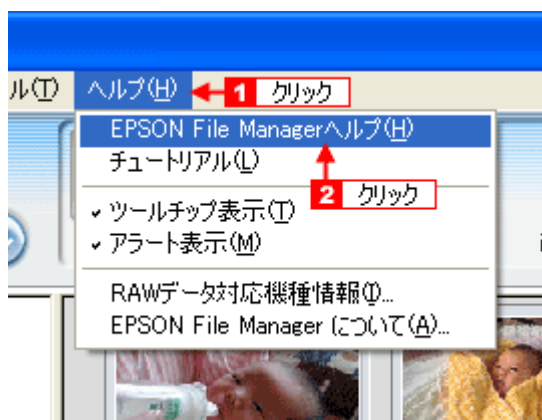 ル(T) ヘルプ(H) 1 クリック
EPSON File Managerヘルプ(H)
チュートリアル(L)
2 クリック
ツールチップ表示(T)
アラート表示(M)
RAWデータ対応機種情報(I)...
EPSON File Manager について(A)...